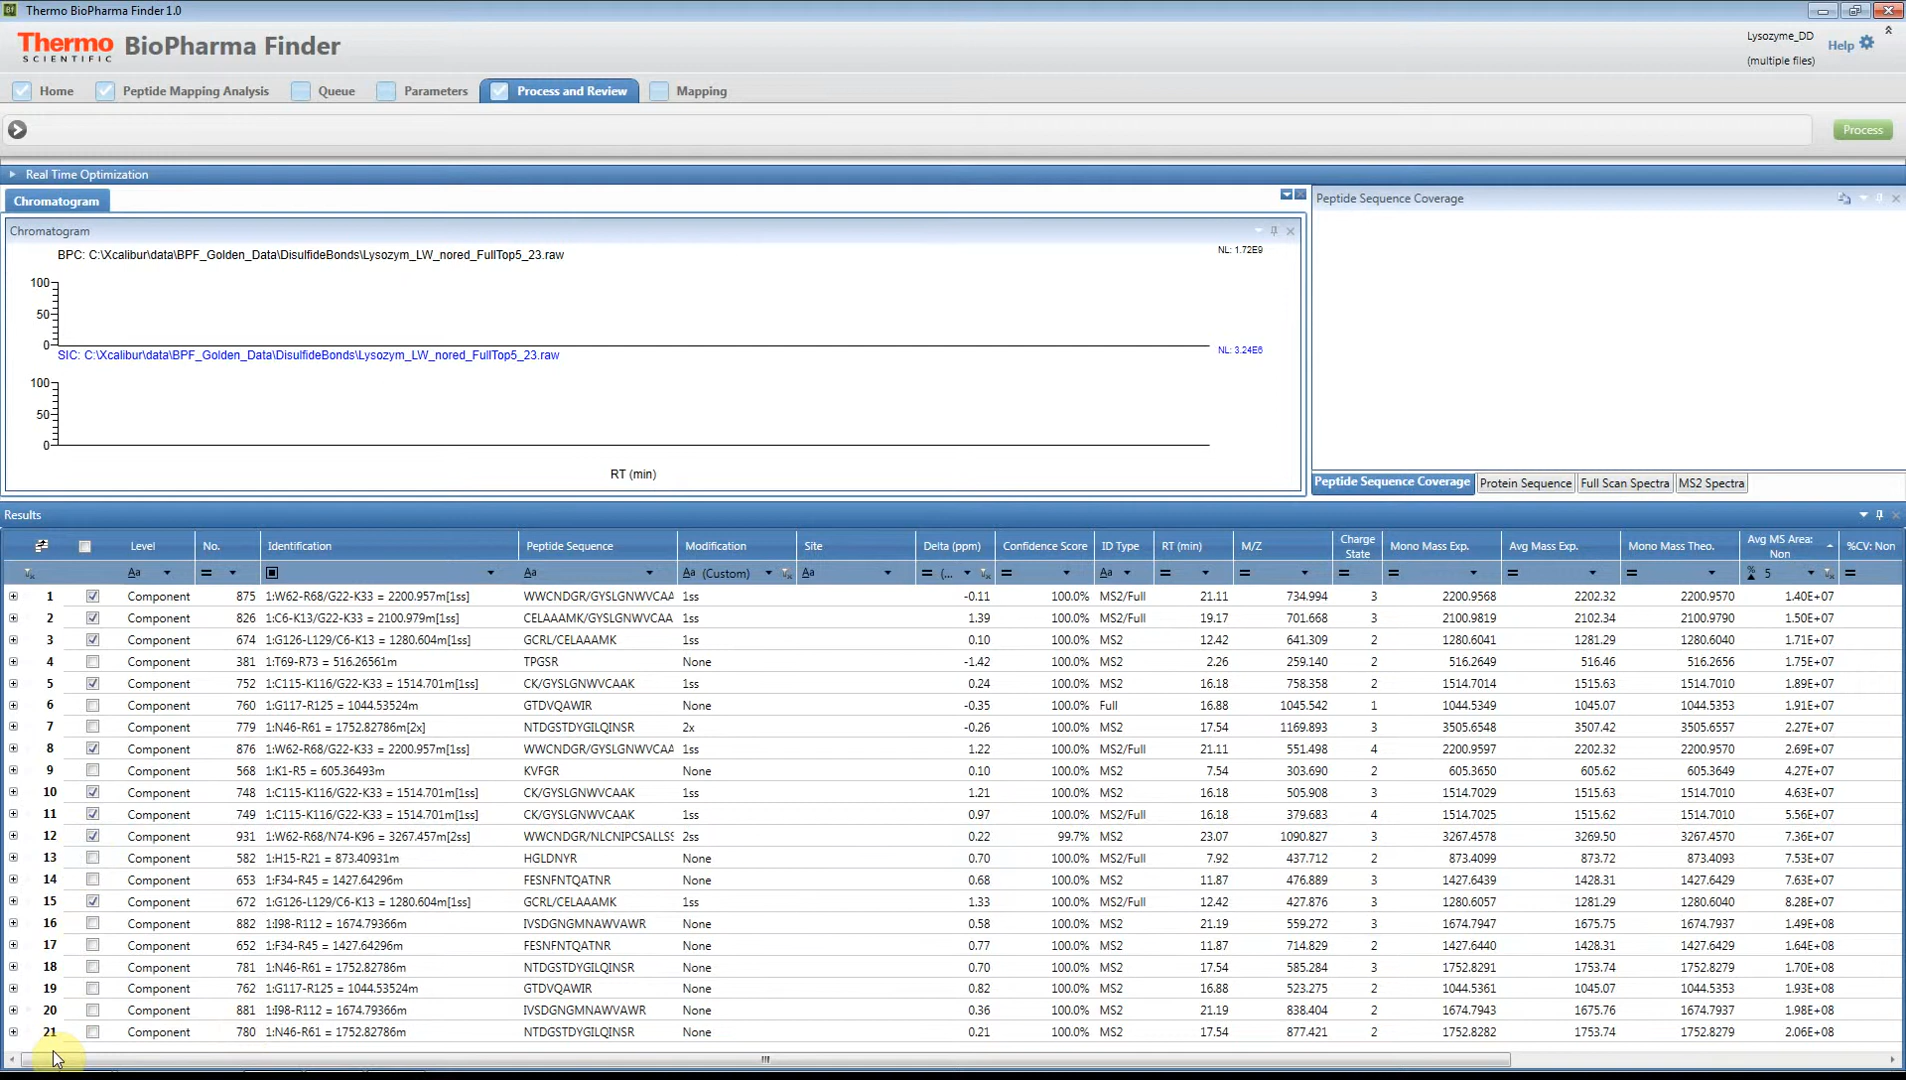 Thermo BioPharma Finder 1.0
Thermo SCIENTIFIC BioPharma Finder
Lysozyme_DD
(multiple files)
Help
Home Peptide Mapping Analysis Queue Parameters Process and Review Mapping
Process
Real Time Optimization
Chromatogram
Peptide Sequence Coverage
Chromatogram
BPC: C:\Xcalibur\data\BPF_Golden_Data\DisulfideBonds\Lysozym_LW_nored_FullTop5_23.raw
NL: 1.72E9
100
50
0
SIC: C:\Xcalibur\data\BPF_Golden_Data\DisulfideBonds\Lysozym_LW_nored_FullTop5_23.raw
NL: 3.24E6
100
50
0
RT (min)
Peptide Sequence Coverage Protein Sequence Full Scan Spectra MS2 Spectra
Results
Level No. Identification Peptide Sequence Modification Site Delta (ppm) Confidence Score ID Type RT (min) M/Z Charge State Mono Mass Exp. Avg Mass Exp. Mono Mass Theo. Avg MS Area: Non %CV: Non
Aa = Aa Aa (Custom) Aa = (... = Aa = = = = = = % 5 =
1 Component 875 1:W62-R68/G22-K33 = 2200.957m[1ss] WWCNDGR/GYSLGNWVCAA 1ss -0.11 100.0% MS2/Full 21.11 734.994 3 2200.9568 2202.32 2200.9570 1.40E+07
2 Component 826 1:C6-K13/G22-K33 = 2100.979m[1ss] CELAAAMK/GYSLGNWVCAA 1ss 1.39 100.0% MS2/Full 19.17 701.668 3 2100.9819 2102.34 2100.9790 1.50E+07
3 Component 674 1:G126-L129/C6-K13 = 1280.604m[1ss] GCRL/CELAAAMK 1ss 0.10 100.0% MS2/Full 12.42 641.309 2 1280.6041 1281.29 1280.6040 1.71E+07
4 Component 381 1:T69-R73 = 516.26561m TPGSR None -1.42 100.0% MS2 2.26 259.140 2 516.2649 516.46 516.2656 1.75E+07
5 Component 752 1:C115-K116/G22-K33 = 1514.701m[1ss] CK/GYSLGNWVCAAK 1ss 0.24 100.0% MS2 16.18 758.358 2 1514.7014 1515.63 1514.7010 1.89E+07
6 Component 760 1:G117-R125 = 1044.53524m GTDVQAWIR None -0.35 100.0% Full 16.88 1045.542 1 1044.5349 1045.07 1044.5353 1.91E+07
7 Component 779 1:N46-R61 = 1752.82786m[2x] NTDGSTDYGILQINSR 2x -0.26 100.0% MS2 17.54 1169.893 3 3505.6548 3507.42 3505.6557 2.27E+07
8 Component 876 1:W62-R68/G22-K33 = 2200.957m[1ss] WWCNDGR/GYSLGNWVCAA 1ss 1.22 100.0% MS2/Full 21.11 551.498 4 2200.9597 2202.32 2200.9570 2.69E+07
9 Component 568 1:K1-R5 = 605.36493m KVFGR None 0.10 100.0% MS2 7.54 303.690 2 605.3650 605.62 605.3649 4.27E+07
10 Component 748 1:C115-K116/G22-K33 = 1514.701m[1ss] CK/GYSLGNWVCAAK 1ss 1.21 100.0% MS2 16.18 505.908 3 1514.7029 1515.63 1514.7010 4.63E+07
11 Component 749 1:C115-K116/G22-K33 = 1514.701m[1ss] CK/GYSLGNWVCAAK 1ss 0.97 100.0% MS2/Full 16.18 379.683 4 1514.7025 1515.62 1514.7010 5.56E+07
12 Component 931 1:W62-R68/N74-K96 = 3267.457m[2ss] WWCNDGR/NLCNIPCSALLSS 2ss 0.22 99.7% MS2 23.07 1090.827 3 3267.4578 3269.50 3267.4570 7.36E+07
13 Component 582 1:H15-R21 = 873.40931m HGLDNYR None 0.70 100.0% MS2/Full 7.92 437.712 2 873.4099 873.72 873.4093 7.53E+07
14 Component 653 1:F34-R45 = 1427.64296m FESNFNTQATNR None 0.68 100.0% MS2 11.87 476.889 3 1427.6439 1428.31 1427.6429 7.63E+07
15 Component 672 1:G126-L129/C6-K13 = 1280.604m[1ss] GCRL/CELAAAMK 1ss 1.33 100.0% MS2/Full 12.42 427.876 3 1280.6057 1281.29 1280.6040 8.28E+07
16 Component 882 1:I98-R112 = 1674.79366m IVSDGNGMNAWVAWR None 0.58 100.0% MS2 21.19 559.272 3 1674.7947 1675.75 1674.7937 1.49E+08
17 Component 652 1:F34-R45 = 1427.64296m FESNFNTQATNR None 0.77 100.0% MS2 11.87 714.829 2 1427.6440 1428.31 1427.6429 1.64E+08
18 Component 781 1:N46-R61 = 1752.82786m NTDGSTDYGILQINSR None 0.70 100.0% MS2 17.54 585.284 3 1752.8291 1753.74 1752.8279 1.70E+08
19 Component 762 1:G117-R125 = 1044.53524m GTDVQAWIR None 0.82 100.0% MS2 16.88 523.275 2 1044.5361 1045.07 1044.5353 1.93E+08
20 Component 881 1:I98-R112 = 1674.79366m IVSDGNGMNAWVAWR None 0.36 100.0% MS2 21.19 838.404 2 1674.7943 1675.75 1674.7937 1.98E+08
21 Component 780 1:N46-R61 = 1752.82786m NTDGSTDYGILQINSR None 0.21 100.0% MS2 17.54 877.421 2 1752.8282 1753.74 1752.8279 2.06E+08